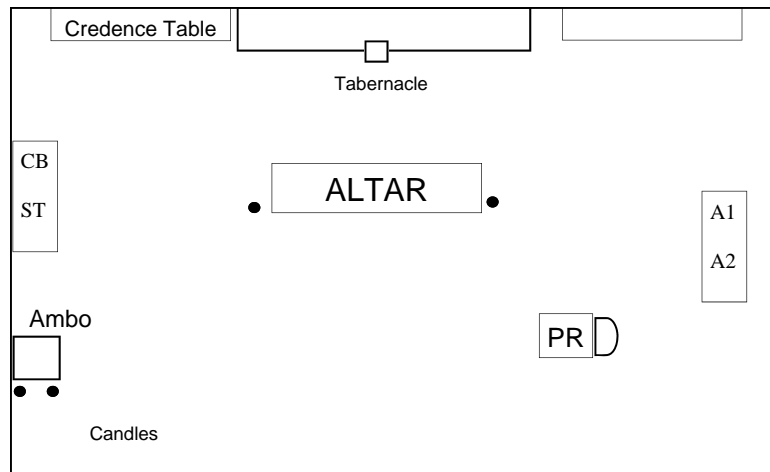 Credence Table
Tabernacle
CB
ALTAR
ST
A1
A2
Ambo
PR
Candles